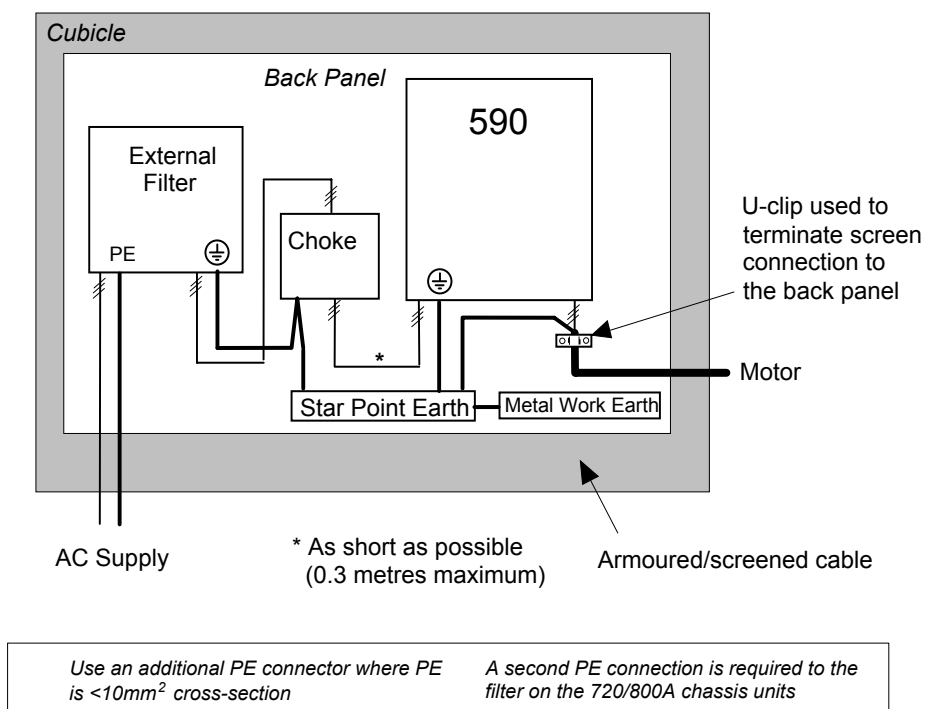 Cubicle
Back Panel
590
External
Filter
Choke
PE
U-clip used to
terminate screen
connection to
the back panel
*
Motor
Star Point Earth
Metal Work Earth
AC Supply
* As short as possible
(0.3 metres maximum)
Armoured/screened cable
Use an additional PE connector where PE
is <10mm² cross-section
A second PE connection is required to the
filter on the 720/800A chassis units